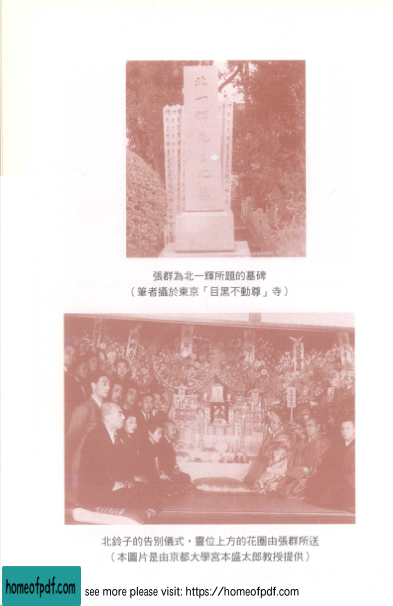 北一輝先生之墓
張群為北一輝所題的墓碑
（筆者攝於東京「目黑不動尊」寺）
北鈴子的告別儀式，靈位上方的花圈由張群所送
（本圖片是由京都大學宮本盛太郎教授提供）
homeofpdf.com
see more please visit: https://homeofpdf.com